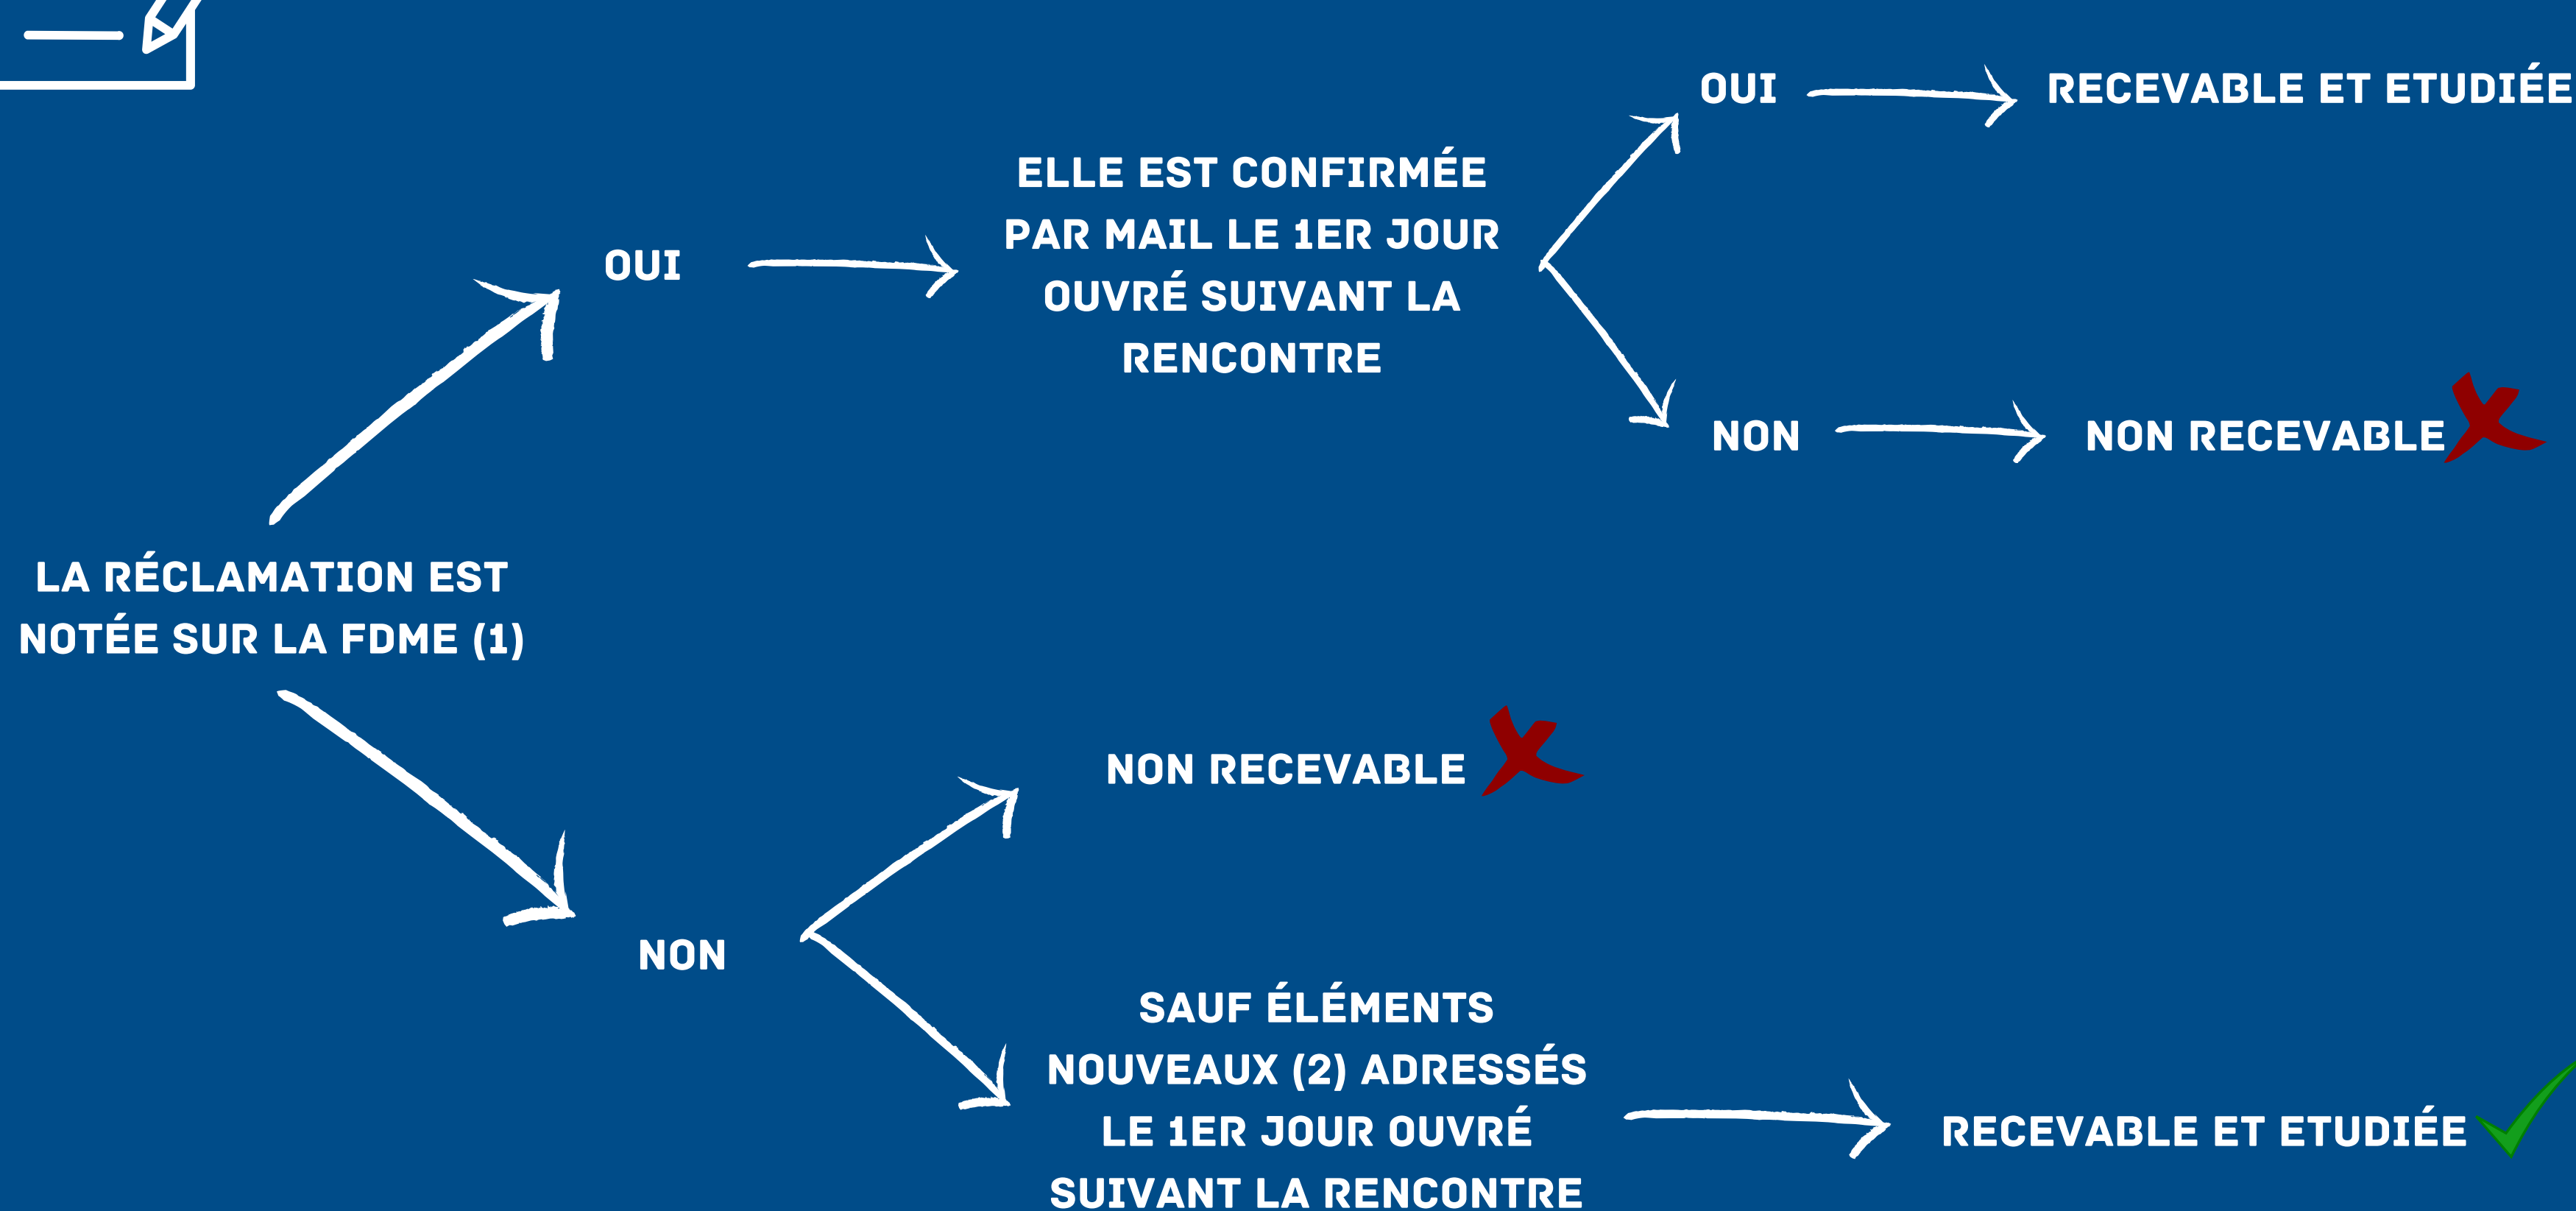 OUI
RECEVABLE ET ETUDIÉE
ELLE EST CONFIRMÉE
PAR MAIL LE 1ER JOUR
OUVRÉ SUIVANT LA
RENCONTRE
OUI
NON
NON RECEVABLE
LA RÉCLAMATION EST
NOTÉE SUR LA FDME (1)
NON RECEVABLE
NON
SAUF ÉLÉMENTS
NOUVEAUX (2) ADRESSÉS
LE 1ER JOUR OUVRÉ
SUIVANT LA RENCONTRE
RECEVABLE ET ETUDIÉE